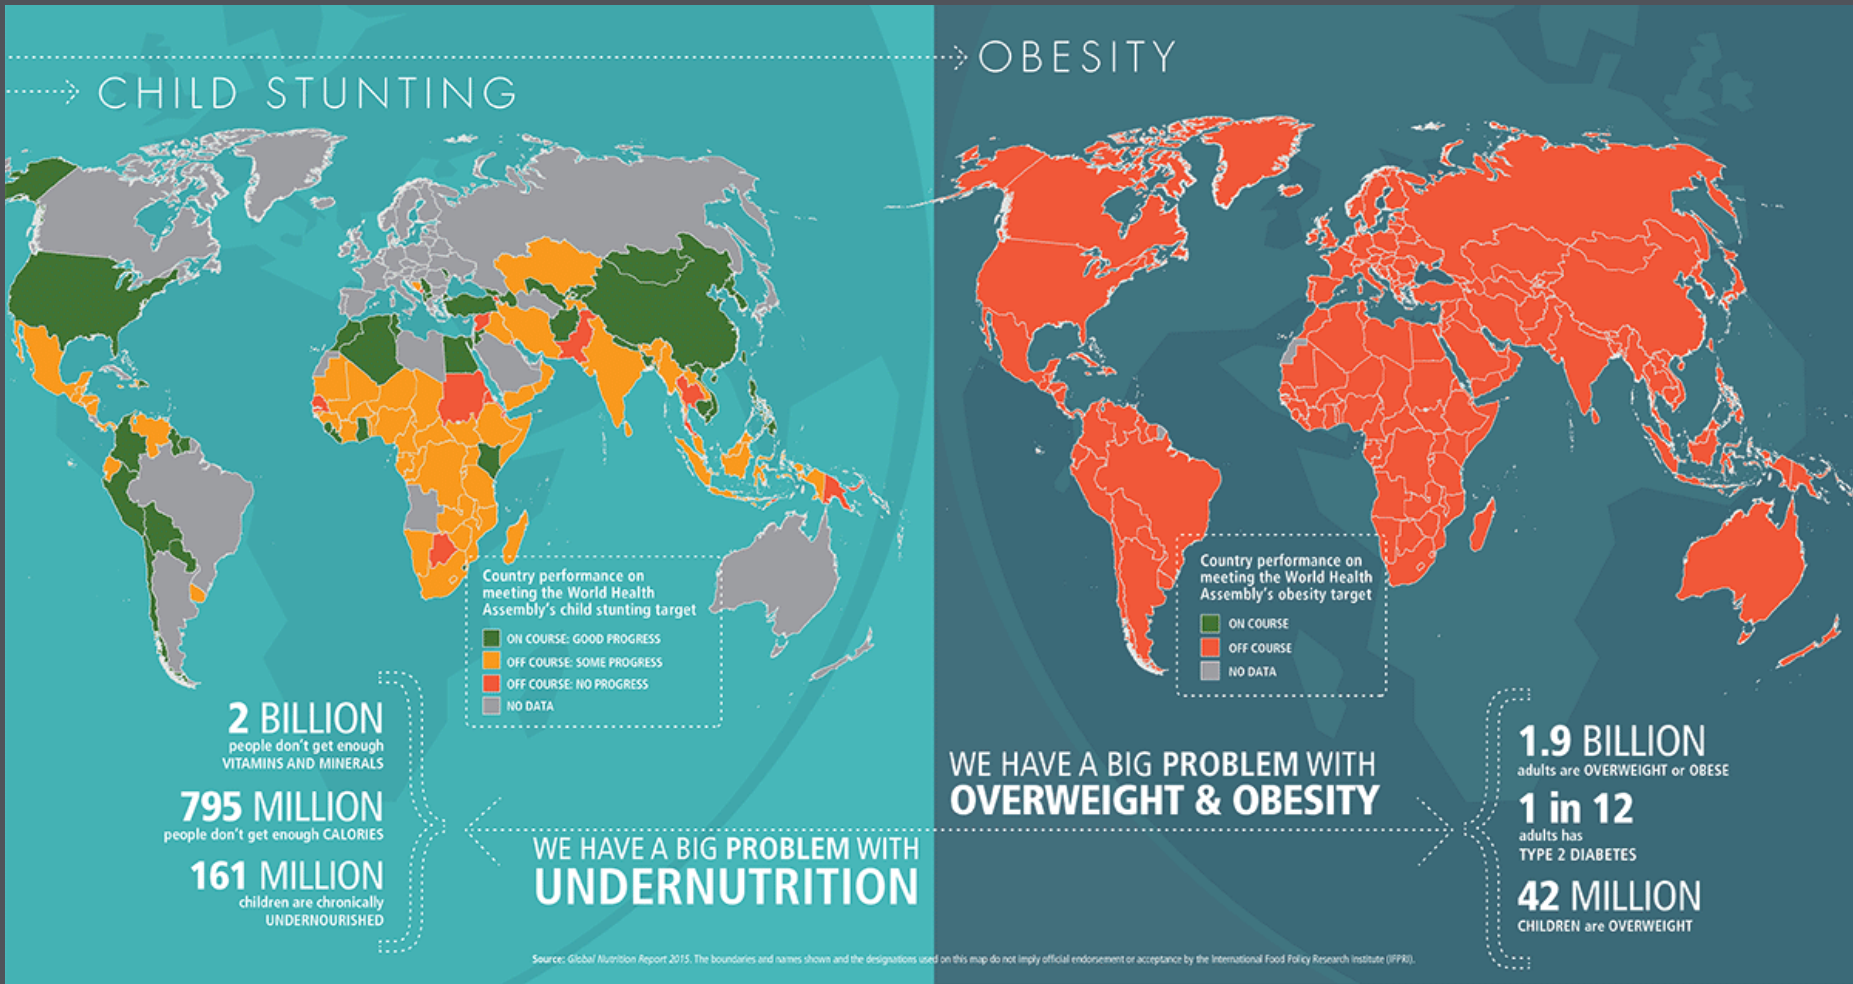 CHILD STUNTING
Country performance on
meeting the World Health
Assembly's child stunting target
ON COURSE: GOOD PROGRESS
OFF COURSE: SOME PROGRESS
OFF COURSE: NO PROGRESS
NO DATA
2 BILLION
people don't get enough
VITAMINS AND MINERALS
795 MILLION
people don't get enough CALORIES
161 MILLION
children are chronically
UNDERNOURISHED
WE HAVE A BIG PROBLEM WITH
UNDERNUTRITION
OBESITY
Country performance on
meeting the World Health
Assembly's obesity target
ON COURSE
OFF COURSE
NO DATA
WE HAVE A BIG PROBLEM WITH
OVERWEIGHT & OBESITY
1.9 BILLION
adults are OVERWEIGHT or OBESE
1 in 12
adults has
TYPE 2 DIABETES
42 MILLION
CHILDREN are OVERWEIGHT
Source: Global Nutrition Report 2015. The boundaries and names shown and the designations used on this map do not imply official endorsement or acceptance by the International Food Policy Research Institute (IFPRI).